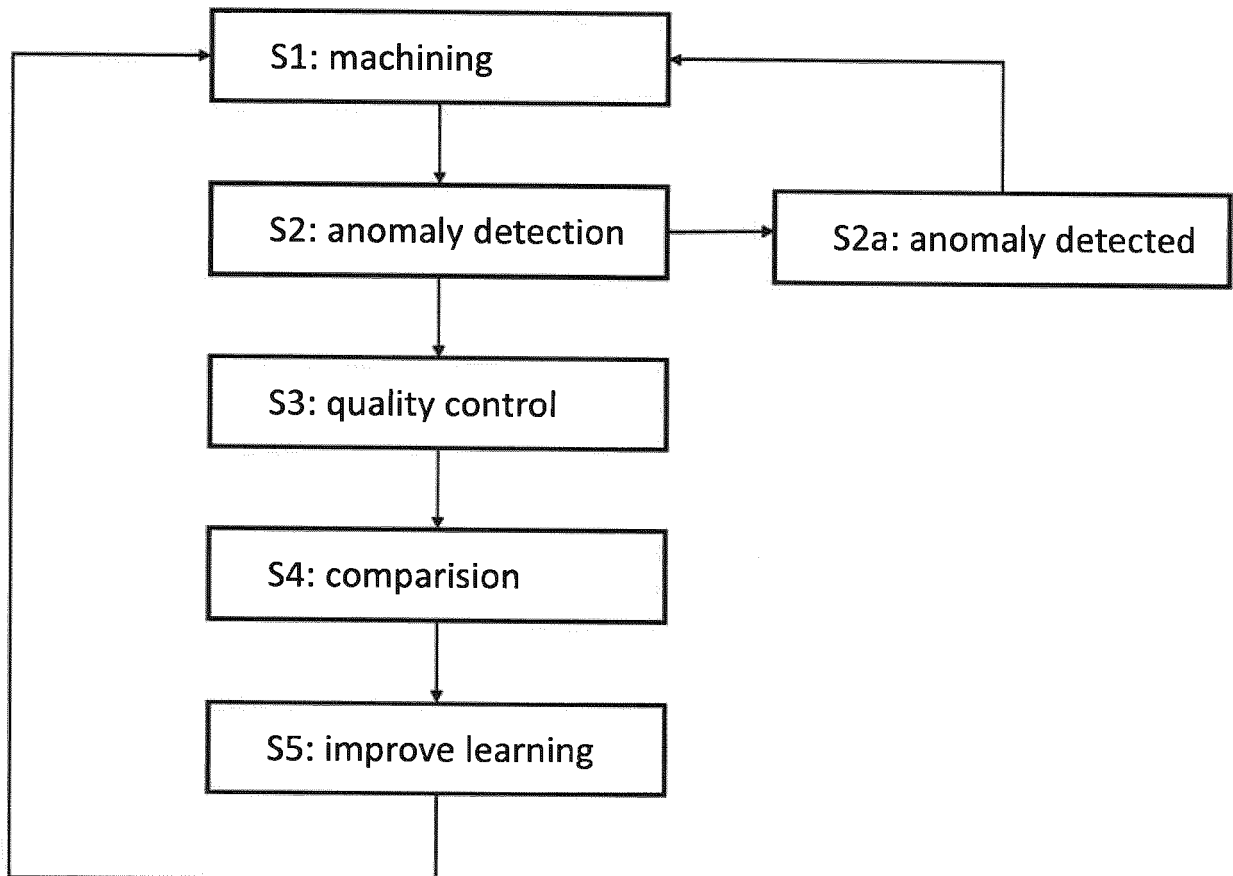 S1: machining
S2: anomaly detection
S2a: anomaly detected
S3: quality control
S4: comparision
S5: improve learning